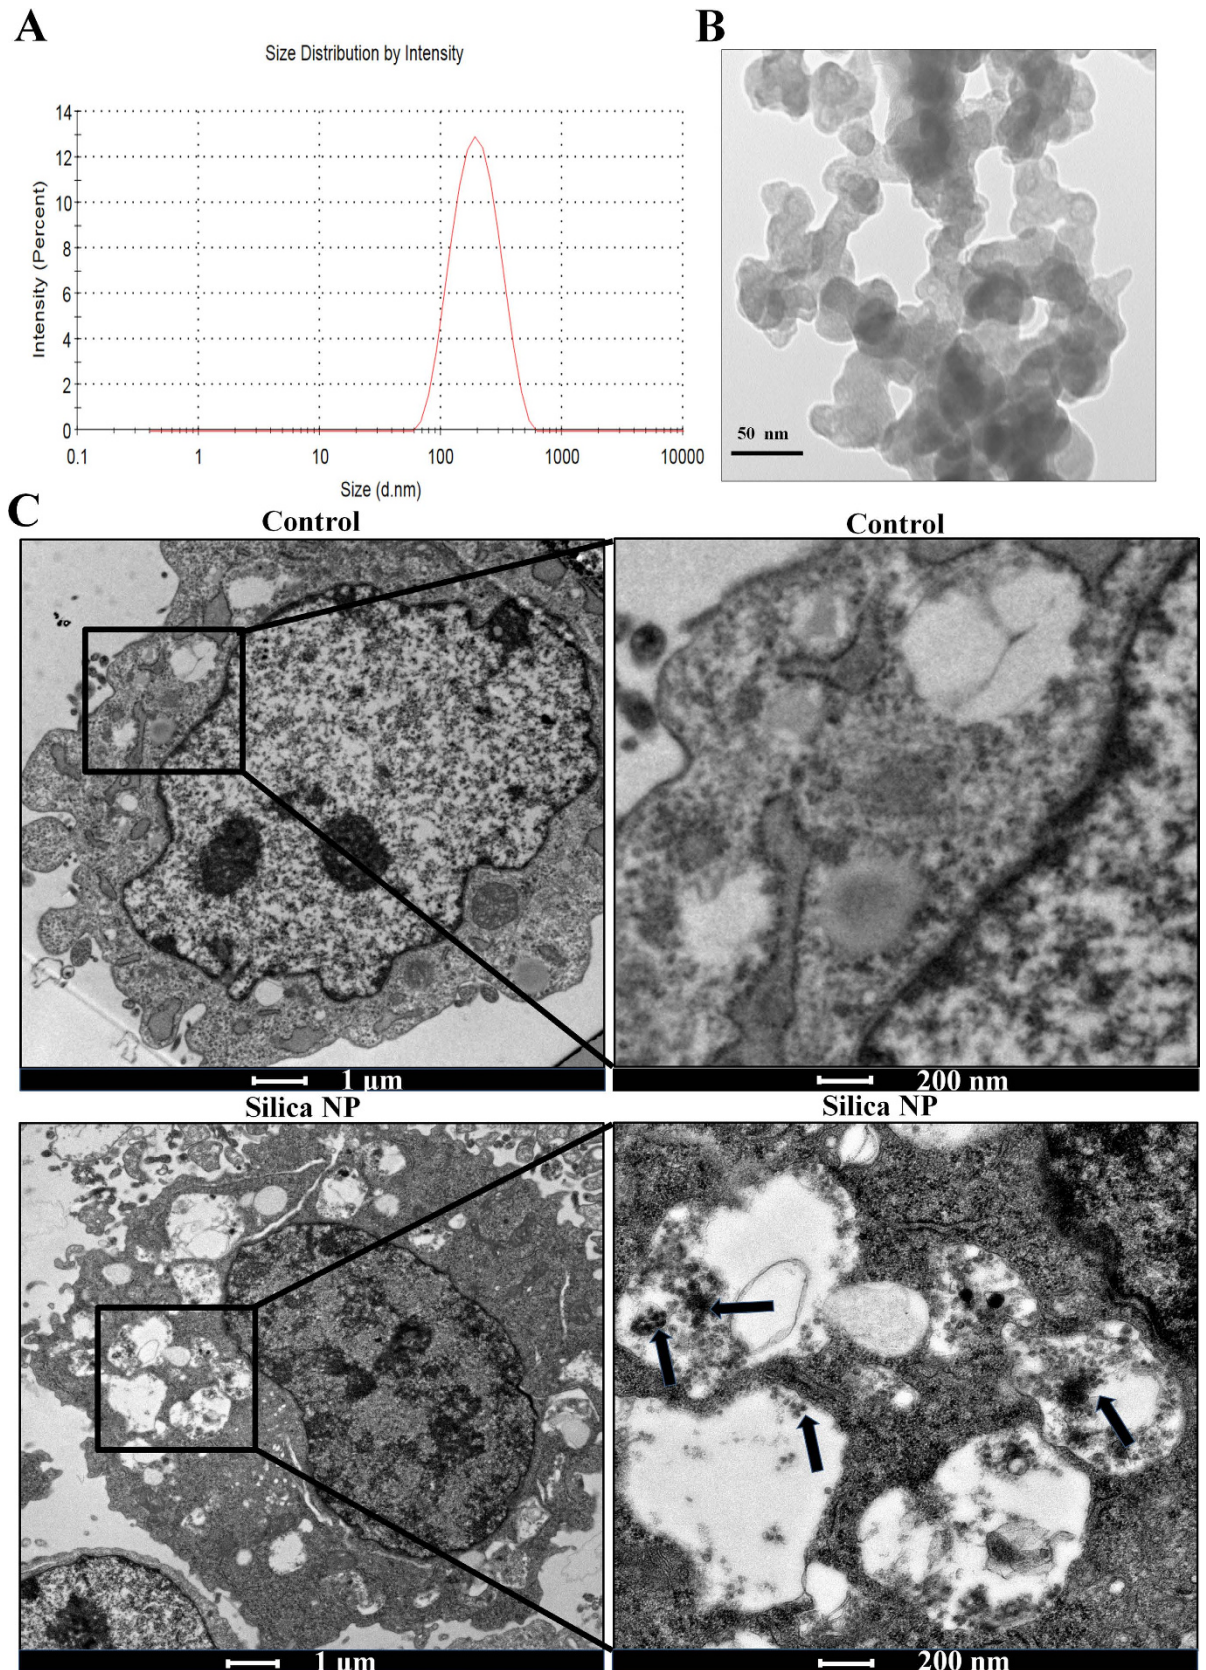 A
Size Distribution by Intensity
14
12
10
8
6
4
2
0
Intensity (Percent)
0.1 1 10 100 1000 10000
Size (d.nm)
B
50 nm
C
Control
Control
1 µm
200 nm
Silica NP
Silica NP
1 µm
200 nm